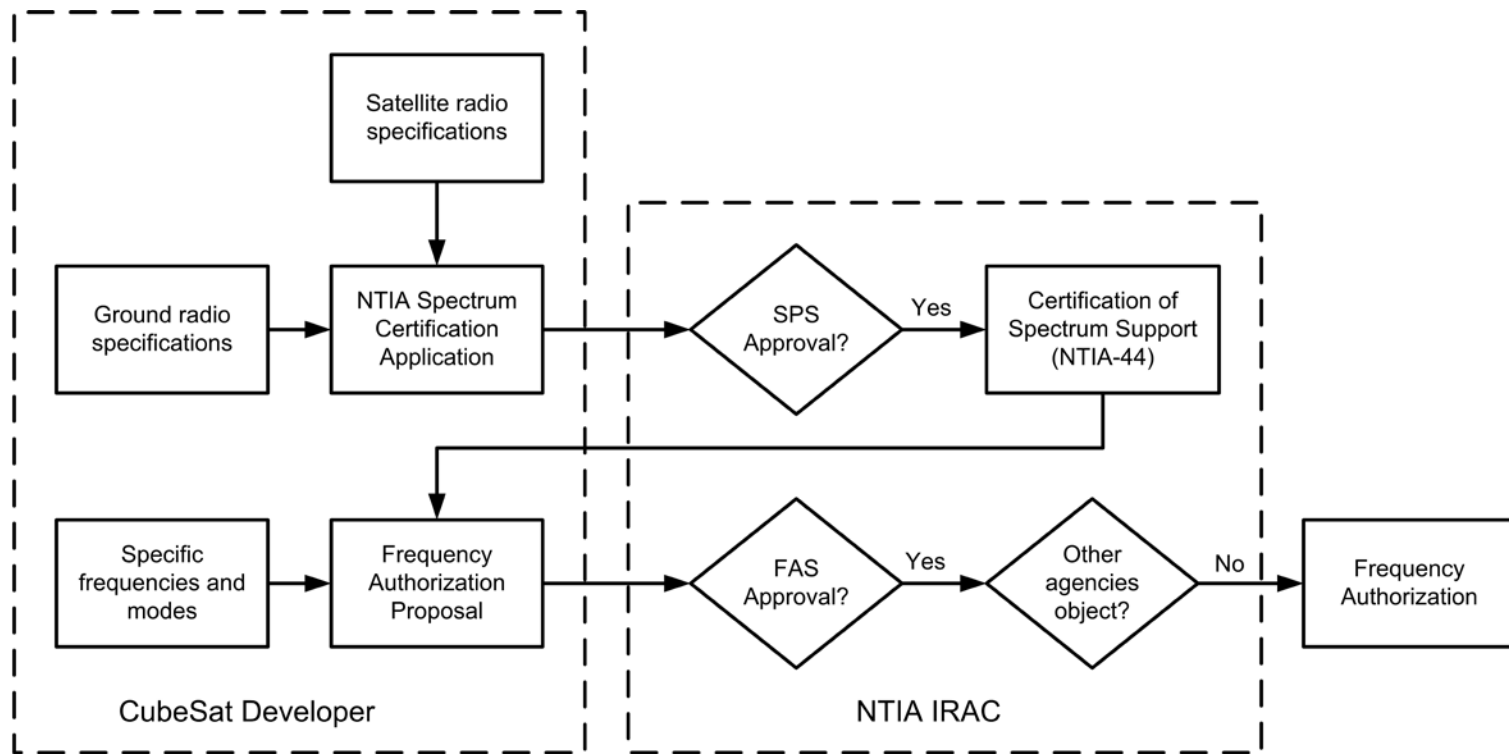 Satellite radio
specifications
Ground radio
specifications
NTIA Spectrum
Certification
Application
SPS
Approval?
Yes
Certification of
Spectrum Support
(NTIA-44)
Specific
frequencies and
modes
Frequency
Authorization
Proposal
FAS
Approval?
Yes
Other
agencies
object?
No
Frequency
Authorization
CubeSat Developer
NTIA IRAC